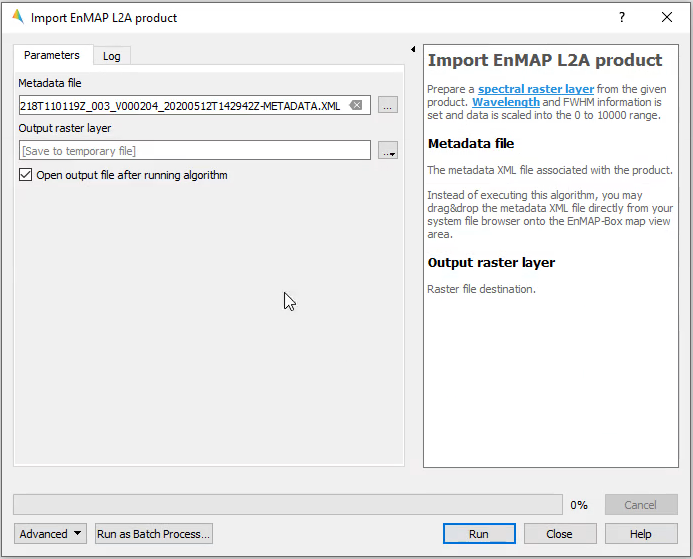 Import EnMAP L2A product
?
Parameters
Log
Metadata file
218T110119Z_003_V000204_20200512T142942Z-METADATA.XML
...
Output raster layer
[Save to temporary file]
...
Open output file after running algorithm
Import EnMAP L2A product
Prepare a spectral raster layer from the given
product. Wavelength and FWHM information is
set and data is scaled into the 0 to 10000 range.
Metadata file
The metadata XML file associated with the product.
Instead of executing this algorithm, you may
drag&drop the metadata XML file directly from your
system file browser onto the EnMAP-Box map view
area.
Output raster layer
Raster file destination.
0%
Cancel
Advanced
Run as Batch Process...
Run
Close
Help